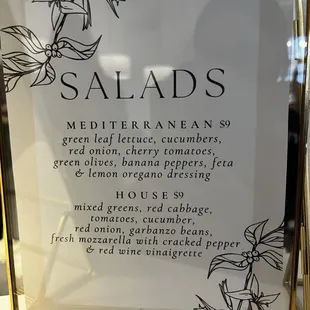 SALADS
MEDITERRANEAN $9
green leaf lettuce, cucumbers,
red onion, cherry tomatoes,
green olives, banana peppers, feta
& lemon oregano dressing
HOUSE $9
mixed greens, red cabbage,
tomatoes, cucumber,
red onion, garbanzo beans,
fresh mozzarella with cracked pepper
& red wine vinaigrette